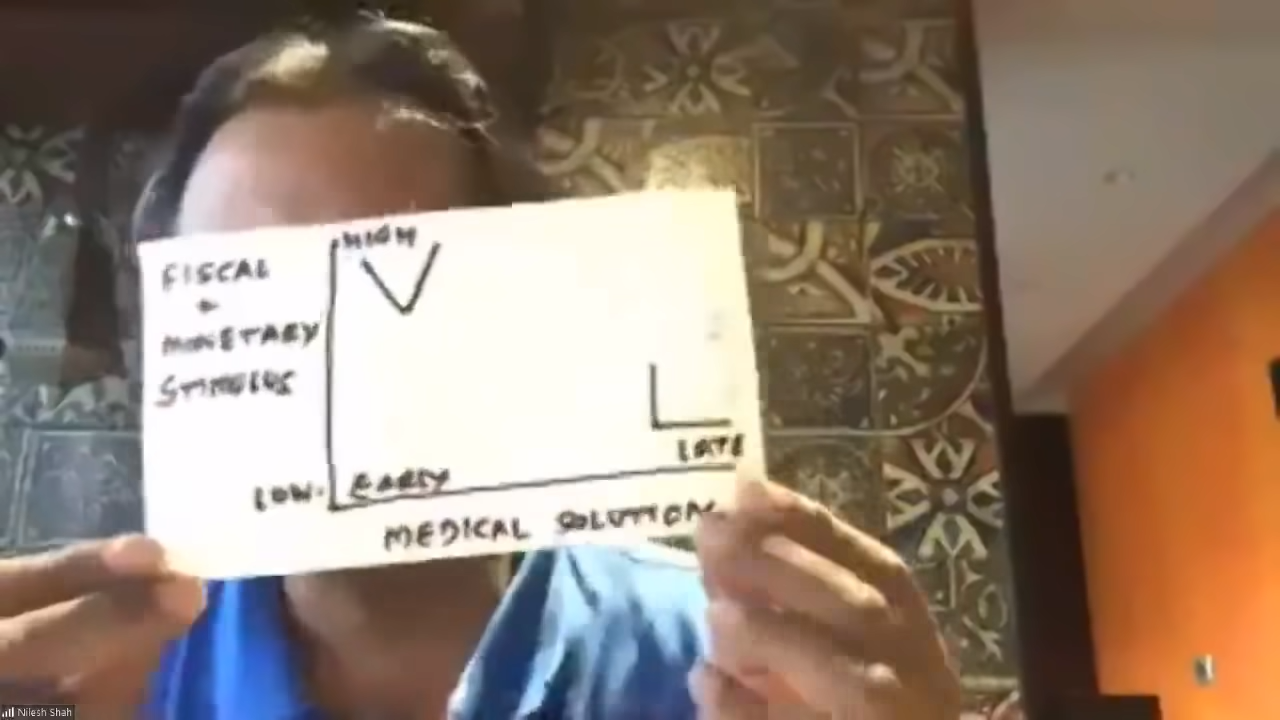 FISCAL
+
MONETARY
STIMULUS
HIGH
V
L
LATE
LOW.
EARLY
MEDICAL SOLUTION
Nilesh Shah